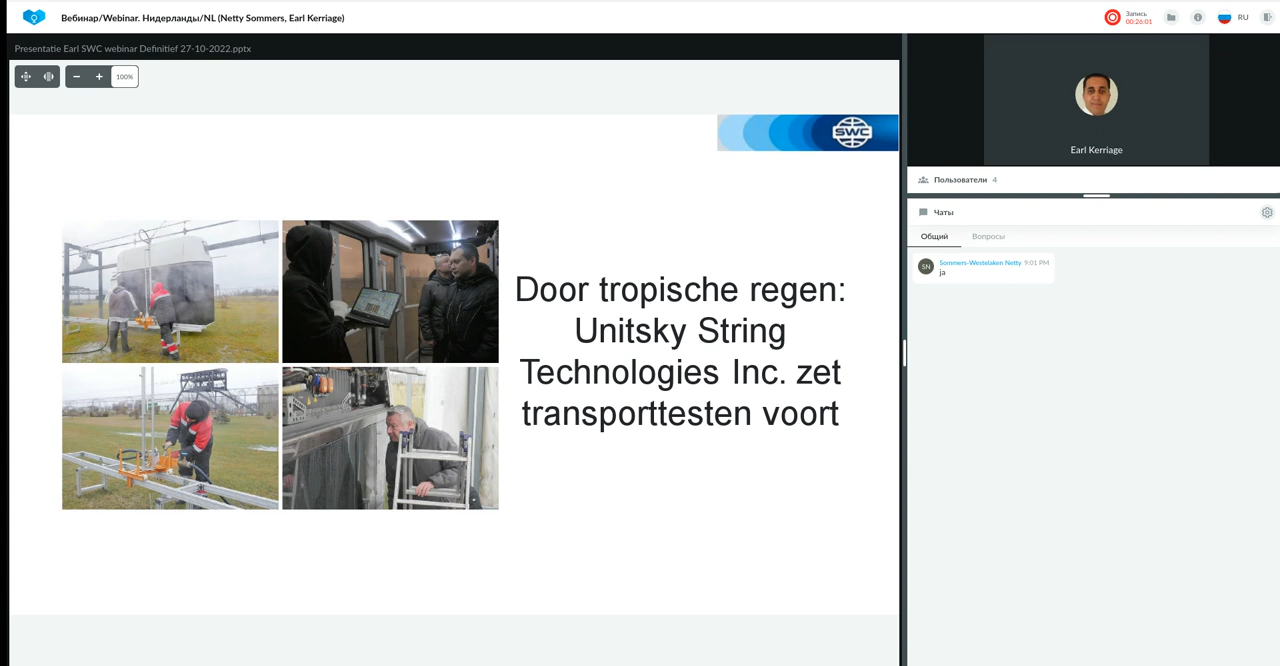 Вебинар/Webinar. Нидерланды/NL (Netty Sommers, Earl Kerriage)
Запись
00:26:01
RU
Presentatie Earl SWC webinar Definitief 27-10-2022.pptx
100%
SWC
Door tropische regen:
Unitsky String
Technologies Inc. zet
transporttesten voort
Earl Kerriage
Пользователи 4
Чаты
Общий Вопросы
SN
Sommers-Westelaken Netty 9:01 PM
ja